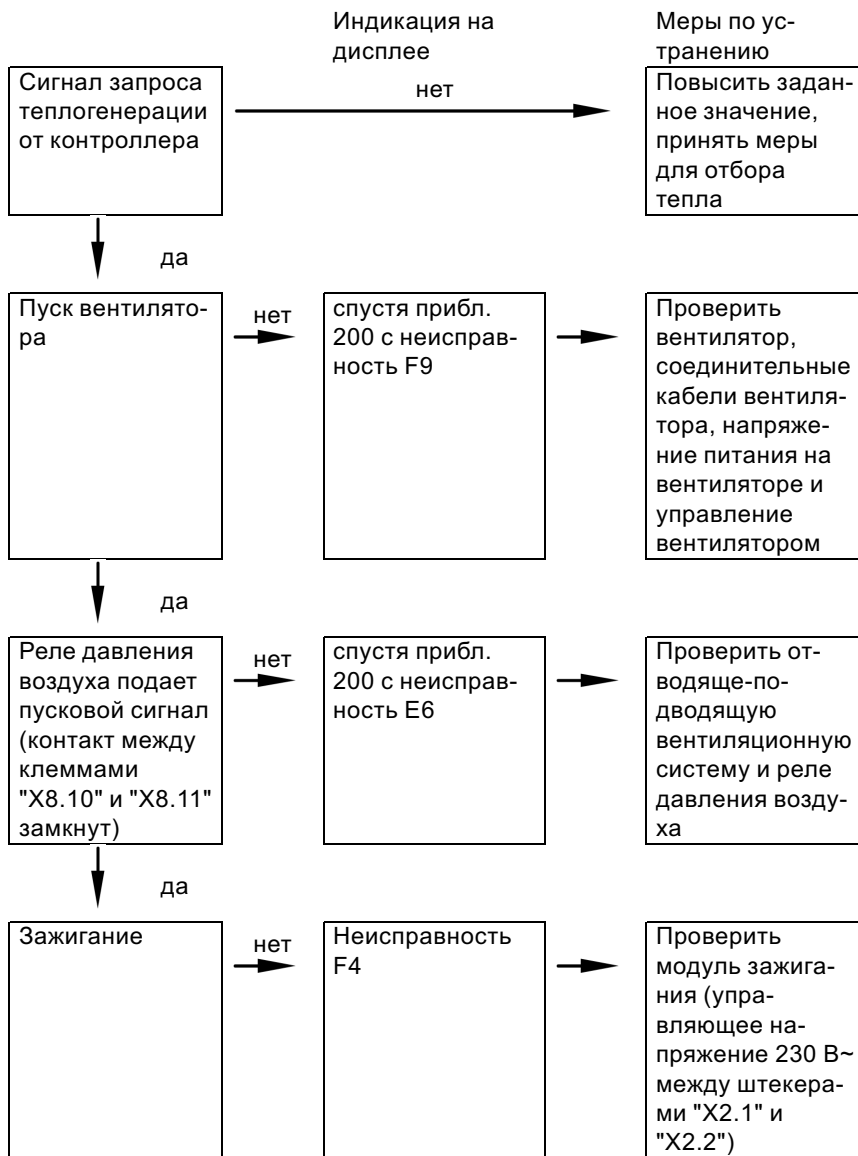 Индикация на
дисплее
Меры по ус-
транению
Сигнал запроса
теплогенерации
от контроллера
нет
Повысить задан-
ное значение,
принять меры
для отбора
тепла
да
Пуск вентилято-
ра
нет
спустя прибл.
200 с неисправ-
ность F9
Проверить
вентилятор,
соединительные
кабели вентиля-
тора, напряже-
ние питания на
вентиляторе и
управление
вентилятором
да
Реле давления
воздуха подает
пусковой сигнал
(контакт между
клеммами
"X8.10" и "X8.11"
замкнут)
нет
спустя прибл.
200 с неисправ-
ность E6
Проверить от-
водяще-по-
дводящую
вентиляционную
систему и реле
давления возду-
ха
да
Зажигание
нет
Неисправность
F4
Проверить
модуль зажига-
ния (упра-
вляющее на-
пряжение 230 В~
между штекера-
ми "X2.1" и
"X2.2")